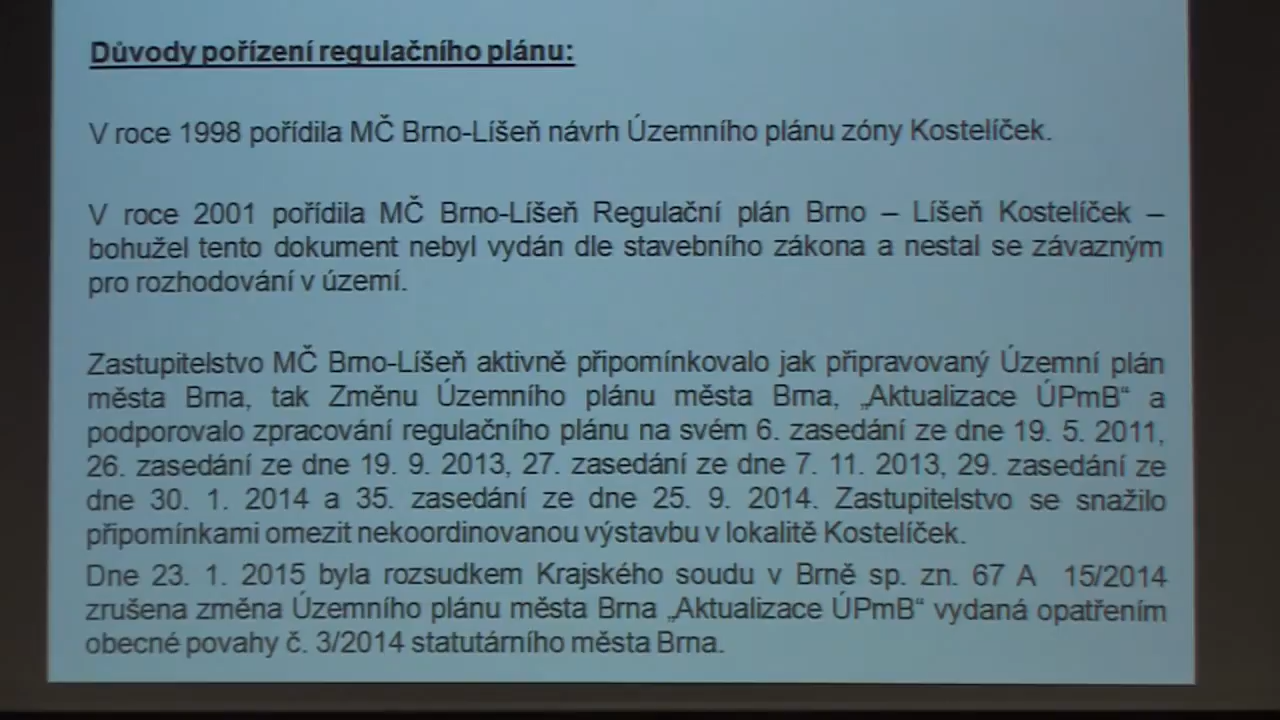 Důvody pořízení regulačního plánu:
V roce 1998 pořídila MČ Brno-Líšeň návrh Územního plánu zóny Kostelíček.
V roce 2001 pořídila MČ Brno-Líšeň Regulační plán Brno – Líšeň Kostelíček –
bohužel tento dokument nebyl vydán dle stavebního zákona a nestal se závazným
pro rozhodování v území.
Zastupitelstvo MČ Brno-Líšeň aktivně připomínkovalo jak připravovaný Územní plán
města Brna, tak Změnu Územního plánu města Brna, „Aktualizace ÚPmB“ a
podporovalo zpracování regulačního plánu na svém 6. zasedání ze dne 19. 5. 2011,
26. zasedání ze dne 19. 9. 2013, 27. zasedání ze dne 7. 11. 2013, 29. zasedání ze
dne 30. 1. 2014 a 35. zasedání ze dne 25. 9. 2014. Zastupitelstvo se snažilo
připomínkami omezit nekoordinovanou výstavbu v lokalitě Kostelíček.
Dne 23. 1. 2015 byla rozsudkem Krajského soudu v Brně sp. zn. 67 A 15/2014
zrušena změna Územního plánu města Brna „Aktualizace ÚPmB“ vydaná opatřením
obecné povahy č. 3/2014 statutárního města Brna.